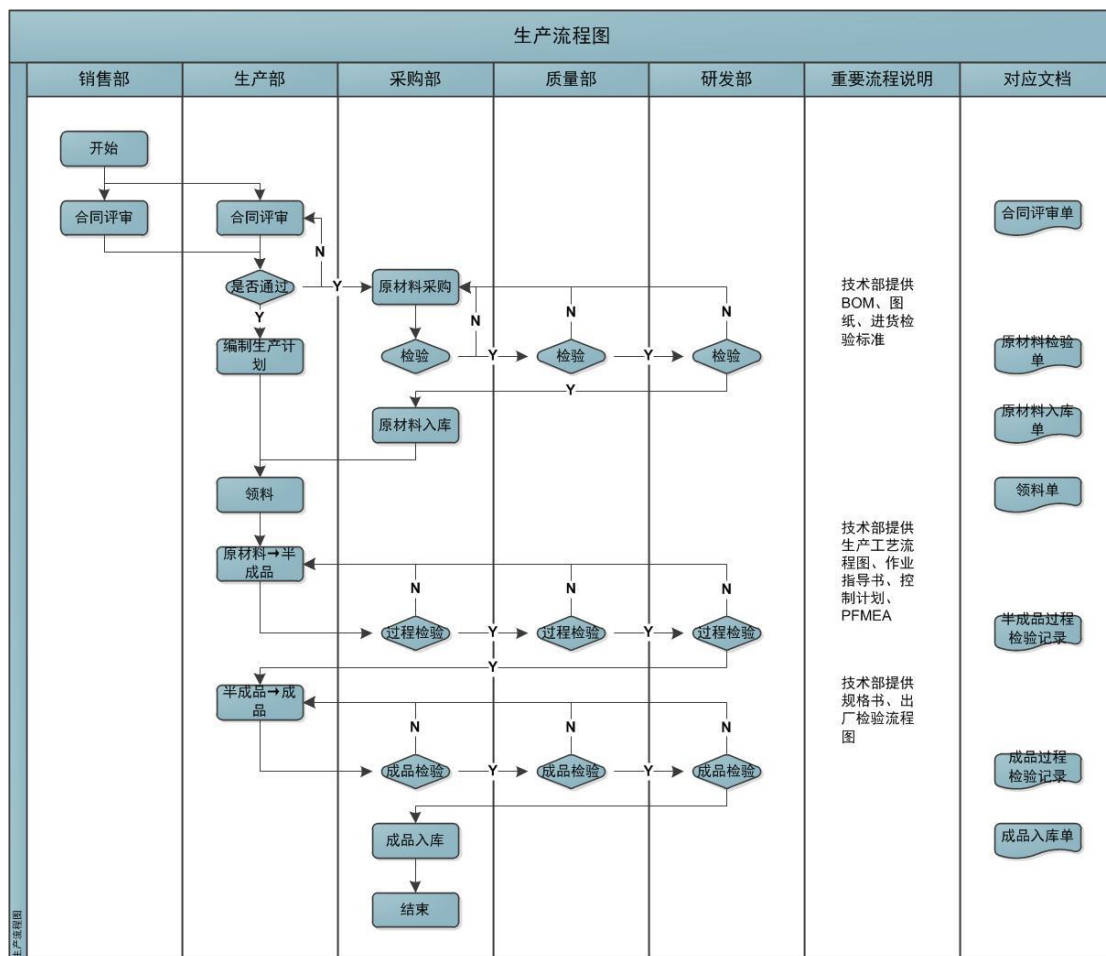 生产流程图
销售部
生产部
采购部
质量部
研发部
重要流程说明
对应文档
开始
合同评审
合同评审
合同评审单
N
是否通过
Y
原材料采购
技术部提供
BOM、图
纸、进货检
验标准
Y
N
N
N
编制生产计
划
检验
Y
检验
Y
检验
原材料检验
单
Y
原材料入库
原材料入库
单
领料
领料单
原材料→半
成品
技术部提供
生产工艺流
程图、作业
指导书、控
制计划、
PFMEA
N
N
N
过程检验
Y
过程检验
Y
过程检验
半成品过程
检验记录
Y
半成品→成
品
技术部提供
规格书、出
厂检验流程
图
N
N
N
成品检验
Y
成品检验
Y
成品检验
成品过程
检验记录
成品入库
成品入库单
结束
生产流程图